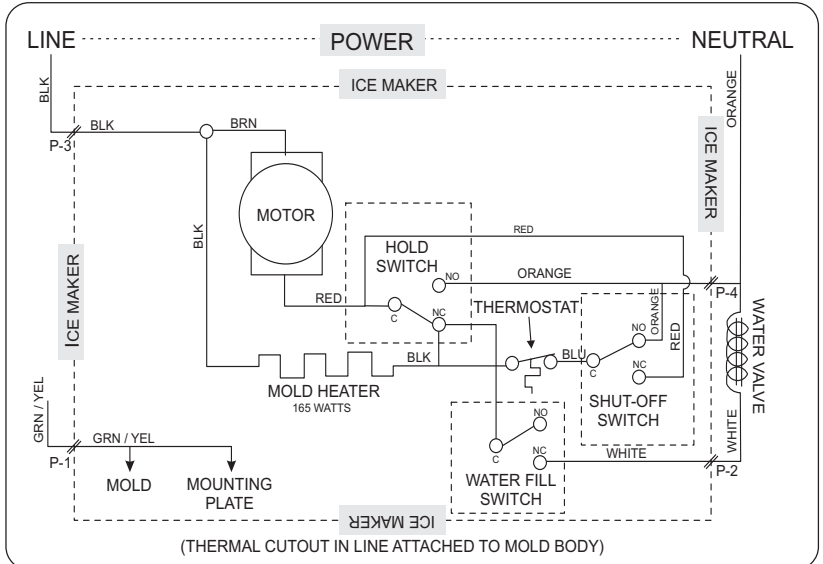 LINE POWER NEUTRAL
BLK
ORANGE
ICE MAKER
BLK
BRN
P-3
ICE MAKER
MOTOR
BLK
RED
HOLD
SWITCH
NO
ORANGE
P-4
ICE MAKER
RED
C
NC
THERMOSTAT
ORANGE
RED
WATER VALVE
NO
BLK
BLU
C
NC
MOLD HEATER
165 WATTS
SHUT-OFF
SWITCH
GRN / YEL
GRN / YEL
NO
WHITE
P-1
C
NC
WHITE
P-2
MOLD
MOUNTING
PLATE
WATER FILL
SWITCH
ICE MAKER
(THERMAL CUTOUT IN LINE ATTACHED TO MOLD BODY)